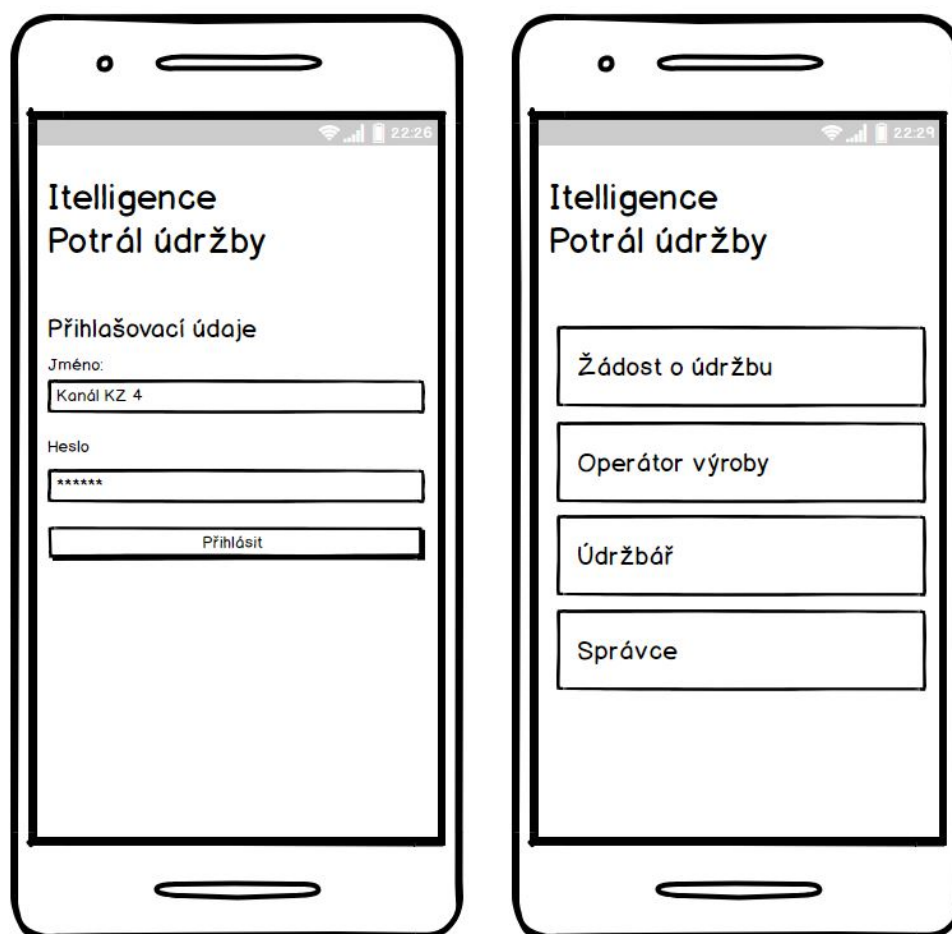 22:26
Itelligence
Potrál údržby
Přihlašovací údaje
Jméno:
Kanál KZ 4
Heslo
******
Přihlásit
22:29
Itelligence
Potrál údržby
Žádost o údržbu
Operátor výroby
Údržbář
Správce